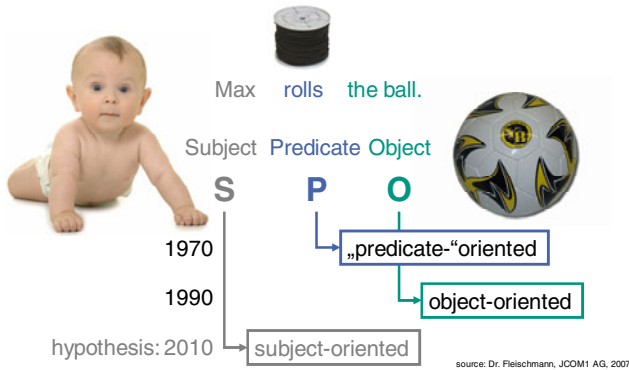 Max rolls the ball.
Subject Predicate Object
S P O
1970 „predicate-“oriented
1990 object-oriented
hypothesis: 2010 subject-oriented
source: Dr. Fleischmann, JCOM1 AG, 2007